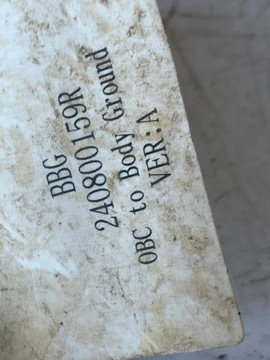 BBG
240800159R
OBC to Body Ground
VER:A